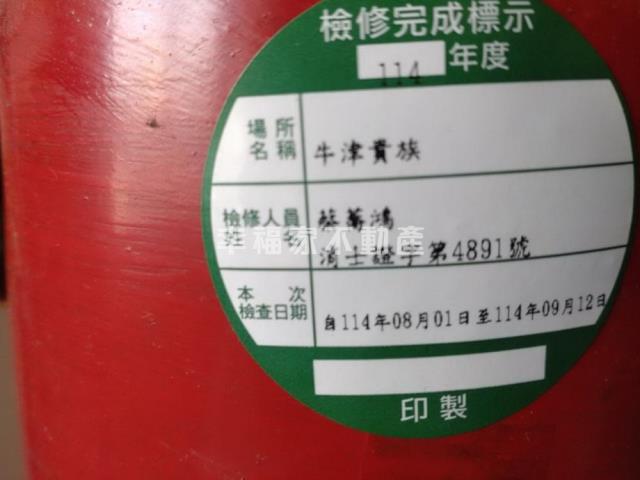 檢修完成標示
114 年度
場所
名稱
牛津貴族
檢修人員
姓名
鴻
消士證字第4891號
幸福家不動產
本次
檢查日期
自114年08月01日至114年09月12日
印製